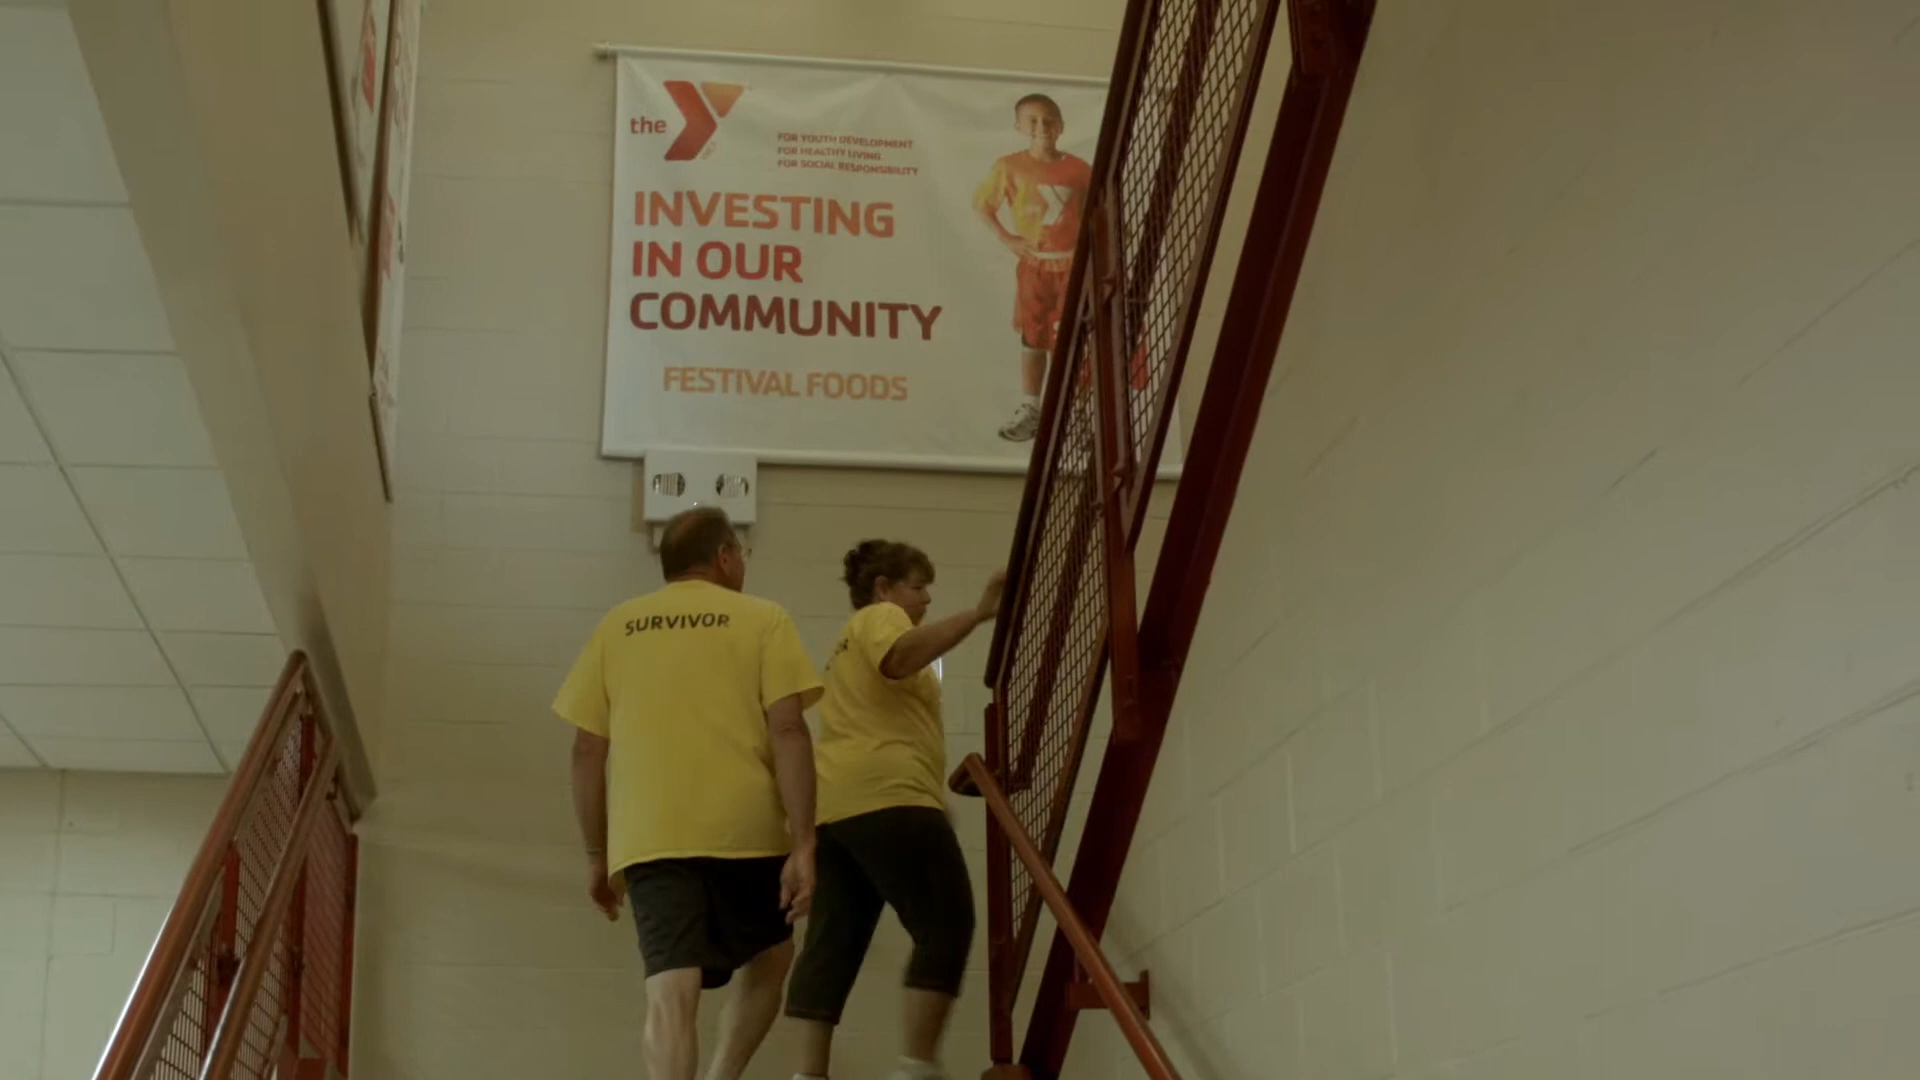 the
FOR YOUTH DEVELOPMENT
FOR HEALTHY LIVING
FOR SOCIAL RESPONSIBILITY
INVESTING
IN OUR
COMMUNITY
FESTIVAL FOODS
SURVIVOR